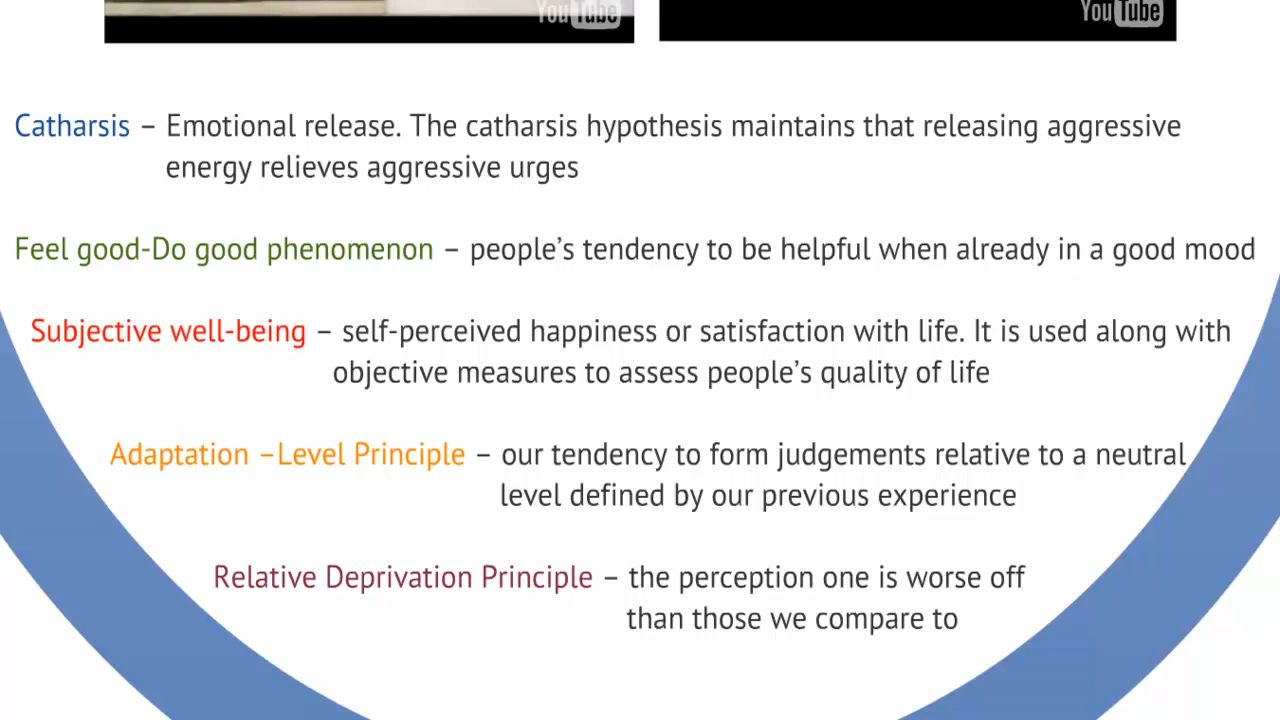 YouTube YouTube
Catharsis – Emotional release. The catharsis hypothesis maintains that releasing aggressive
energy relieves aggressive urges
Feel good-Do good phenomenon – people’s tendency to be helpful when already in a good mood
Subjective well-being – self-perceived happiness or satisfaction with life. It is used along with
objective measures to assess people’s quality of life
Adaptation –Level Principle – our tendency to form judgements relative to a neutral
level defined by our previous experience
Relative Deprivation Principle – the perception one is worse off
than those we compare to